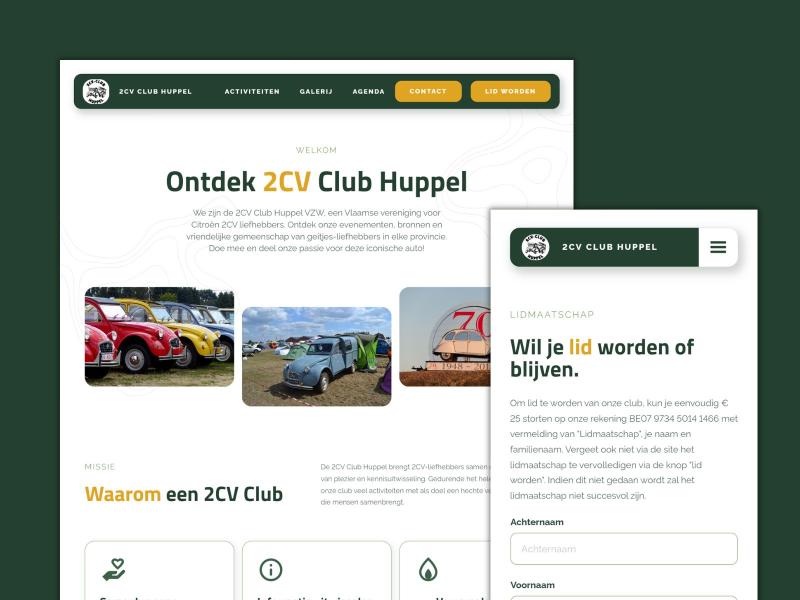 2CV CLUB HUPPEL
ACTIVITEITEN
GALERIJ
AGENDA
CONTACT
LID WORDEN
WELKOM
Ontdek 2CV Club Huppel
We zijn de 2CV Club Huppel VZW, een Vlaamse vereniging voor
Citroën 2CV liefhebbers. Ontdek onze evenementen, bronnen en
vriendelijke gemeenschap van geitjes-liefhebbers in elke provincie.
Doe mee en deel onze passie voor deze iconische auto!
70
1948 - 201
MISSIE
Waarom een 2CV Club
De 2CV Club Huppel brengt 2CV-liefhebbers samen
van plezier en kennisuitwisseling. Gedurende het hele
onze club veel activiteiten met als doel een hechte
die mensen samenbrengt.
2CV CLUB HUPPEL
LIDMAATSCHAP
Wil je lid worden of
blijven.
Om lid te worden van onze club, kun je eenvoudig €
25 storten op onze rekening BE07 9734 5014 1466 met
vermelding van "Lidmaatschap", je naam en
familienaam. Vergeet ook niet via de site het
lidmaatschap te vervolledigen via de knop "lid
worden". Indien dit niet gedaan wordt zal het
lidmaatschap niet succesvol zijn.
Achternaam
Achternaam
Voornaam